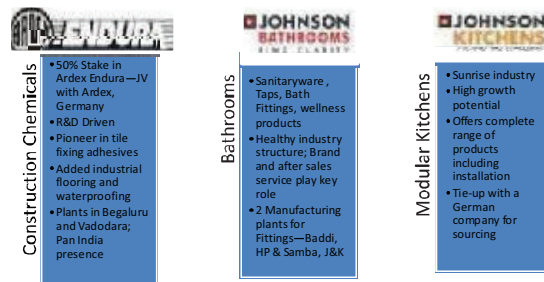 ENDURA
JOHNSON
BATHROOMS
JOHNSON
KITCHENS
Construction Chemicals
•50% Stake in
Ardex Endura—JV
with Ardex,
Germany
•R&D Driven
•Pioneer in tile
fixing adhesives
•Added industrial
flooring and
waterproofing
•Plants in Begaluru
and Vadodara;
Pan India
presence
Bathrooms
•Sanitaryware ,
Taps, Bath
Fittings, wellness
products
•Healthy industry
structure; Brand
and after sales
service play key
role
•2 Manufacturing
plants for
Fittings—Baddi,
HP & Samba, J&K
Modular Kitchens
•Sunrise industry
•High growth
potential
•Offers complete
range of
products
including
installation
•Tie-up with a
German
company for
sourcing